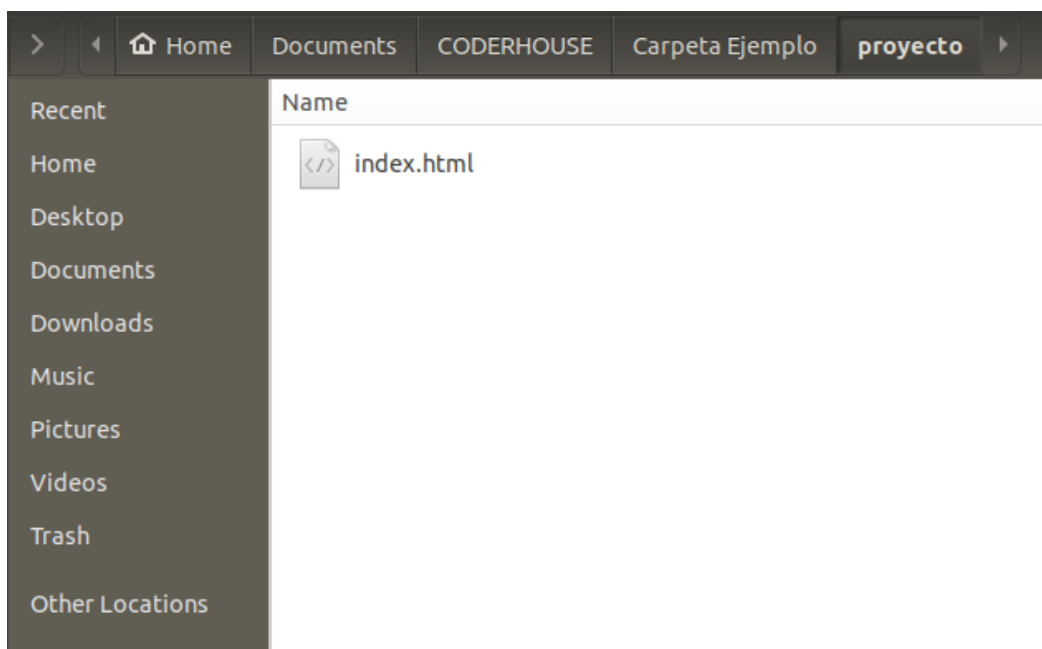 Home Documents CODERHOUSE Carpeta Ejemplo proyecto
Recent
Home
Desktop
Documents
Downloads
Music
Pictures
Videos
Trash
Other Locations
Name
index.html